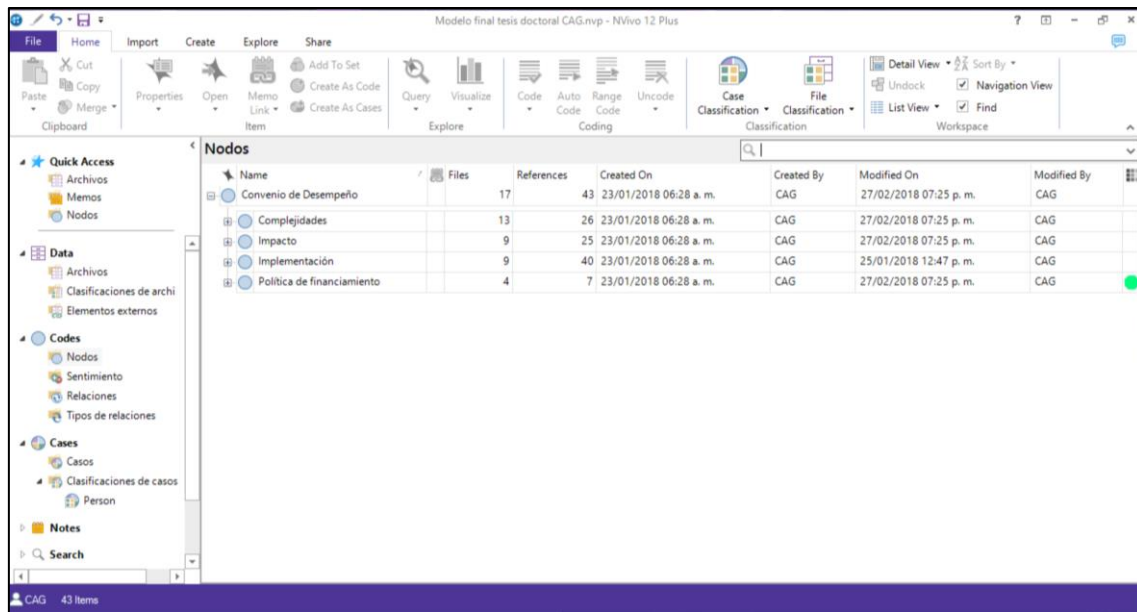 Modelo final tesis doctoral CAG.nvp - NVivo 12 Plus
File Home Import Create Explore Share
Paste Cut Copy Merge Clipboard
Properties Open Memo Link Add To Set Create As Code Create As Cases Item
Query Visualize Explore
Code Auto Code Range Code Uncode Coding
Case Classification File Classification Classification
Detail View Sort By Undock Navigation View List View Find Workspace
Quick Access
Archivos
Memos
Nodos
Data
Archivos
Clasificaciones de archi
Elementos externos
Codes
Nodos
Sentimiento
Relaciones
Tipos de relaciones
Cases
Casos
Clasificaciones de casos
Person
Notes
Search
Nodos
Name Files References Created On Created By Modified On Modified By
Convenio de Desempeño 17 43 23/01/2018 06:28 a. m. CAG 27/02/2018 07:25 p. m. CAG
Complejidades 13 26 23/01/2018 06:28 a. m. CAG 27/02/2018 07:25 p. m. CAG
Impacto 9 25 23/01/2018 06:28 a. m. CAG 27/02/2018 07:25 p. m. CAG
Implementación 9 40 23/01/2018 06:28 a. m. CAG 25/01/2018 12:47 p. m. CAG
Política de financiamiento 4 7 23/01/2018 06:28 a. m. CAG 27/02/2018 07:25 p. m. CAG
CAG 43 Items